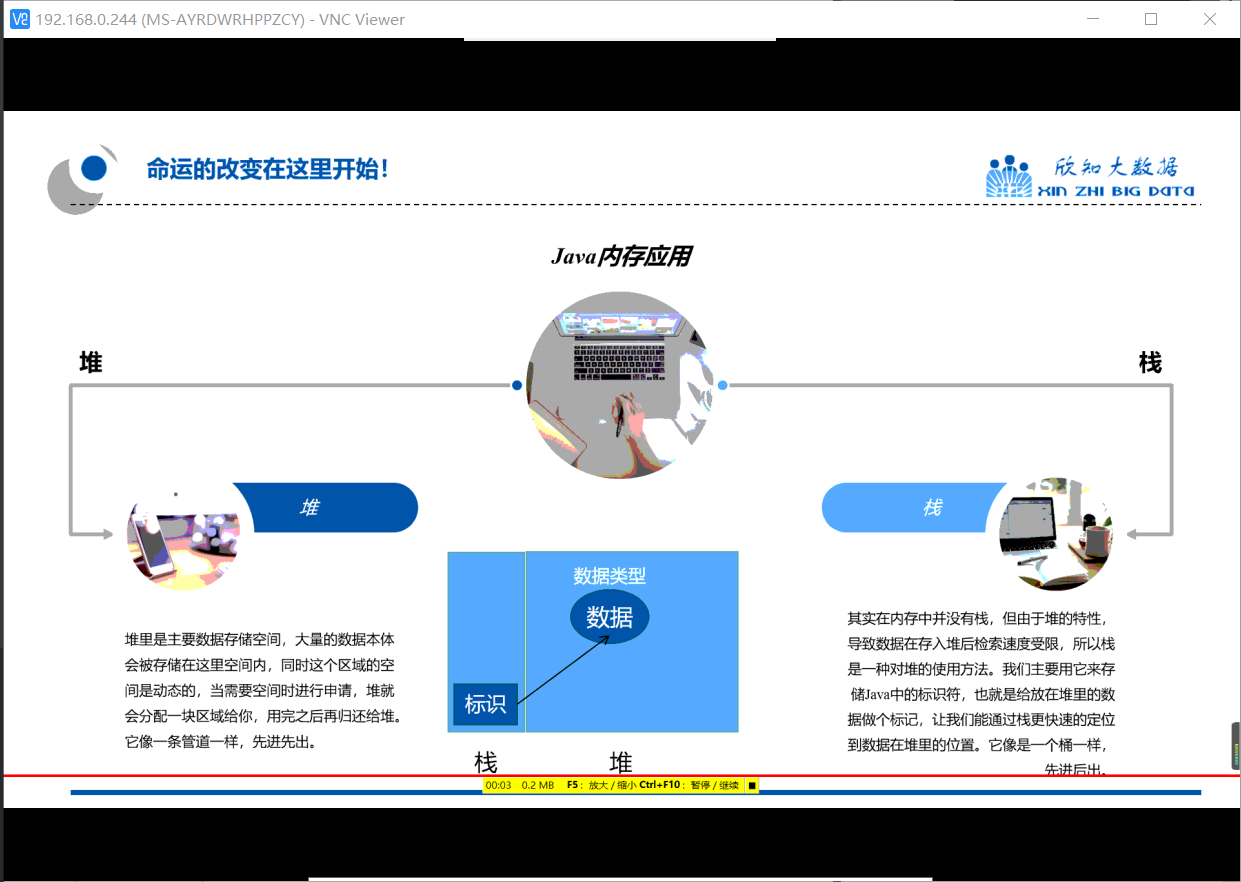 192.168.0.244 (MS-AYRDWRHPPZCY) - VNC Viewer
命运的改变在这里开始！
欣知大数据
XIN ZHI BIG DATA
Java内存应用
堆
栈
堆
栈
数据类型
数据
标识
栈
堆
堆里是主要数据存储空间，大量的数据本体
会被存储在这里空间内，同时这个区域的空
间是动态的，当需要空间时进行申请，堆就
会分配一块区域给你，用完之后再归还给堆。
它像一条管道一样，先进先出。
其实在内存中并没有栈，但由于堆的特性，
导致数据在存入堆后检索速度受限，所以栈
是一种对堆的使用方法。我们主要用它来存
储Java中的标识符，也就是给放在堆里的数
据做个标记，让我们能通过栈更快速的定位
到数据在堆里的位置。它像是一个桶一样，
先进后出。
00:03 0.2 MB F5：放大 / 缩小 Ctrl+F10：暂停 / 继续